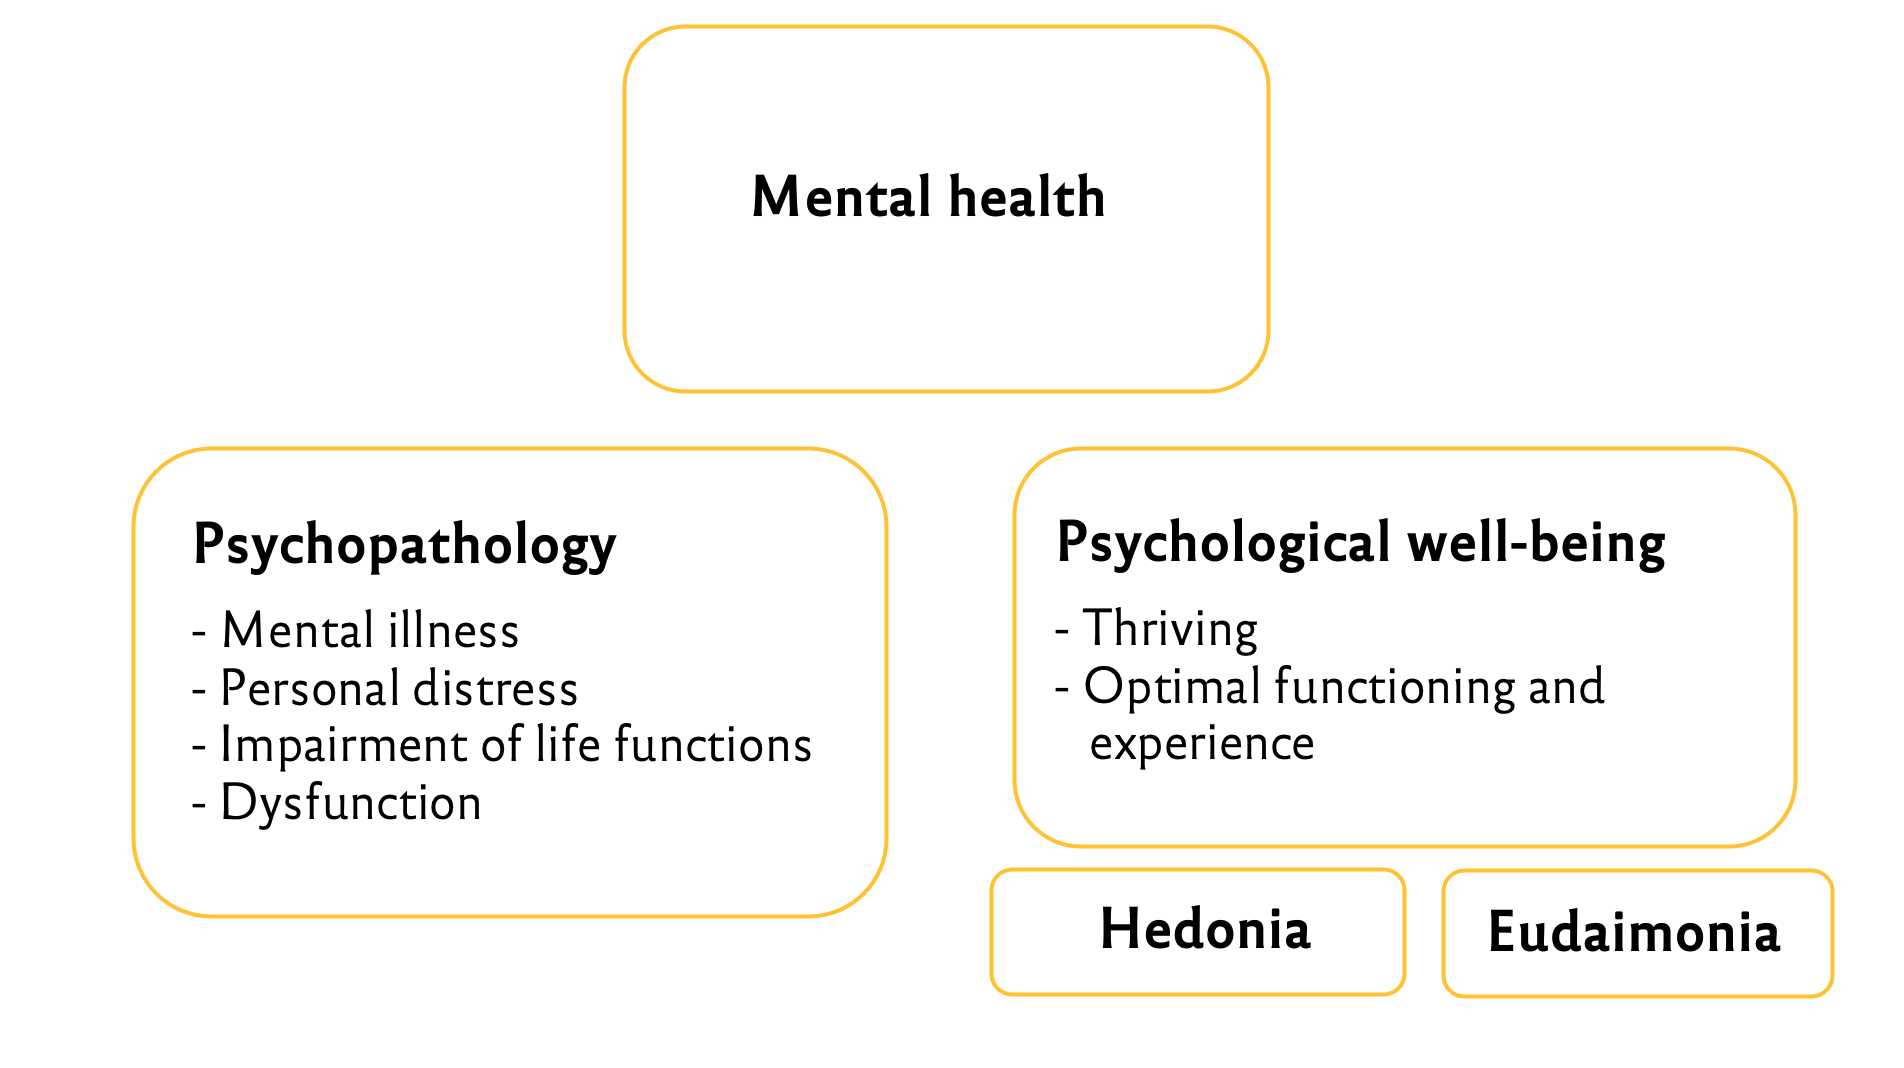 Mental health
Psychopathology
- Mental illness
- Personal distress
- Impairment of life functions
- Dysfunction
Psychological well-being
- Thriving
- Optimal functioning and
experience
Hedonia
Eudaimonia